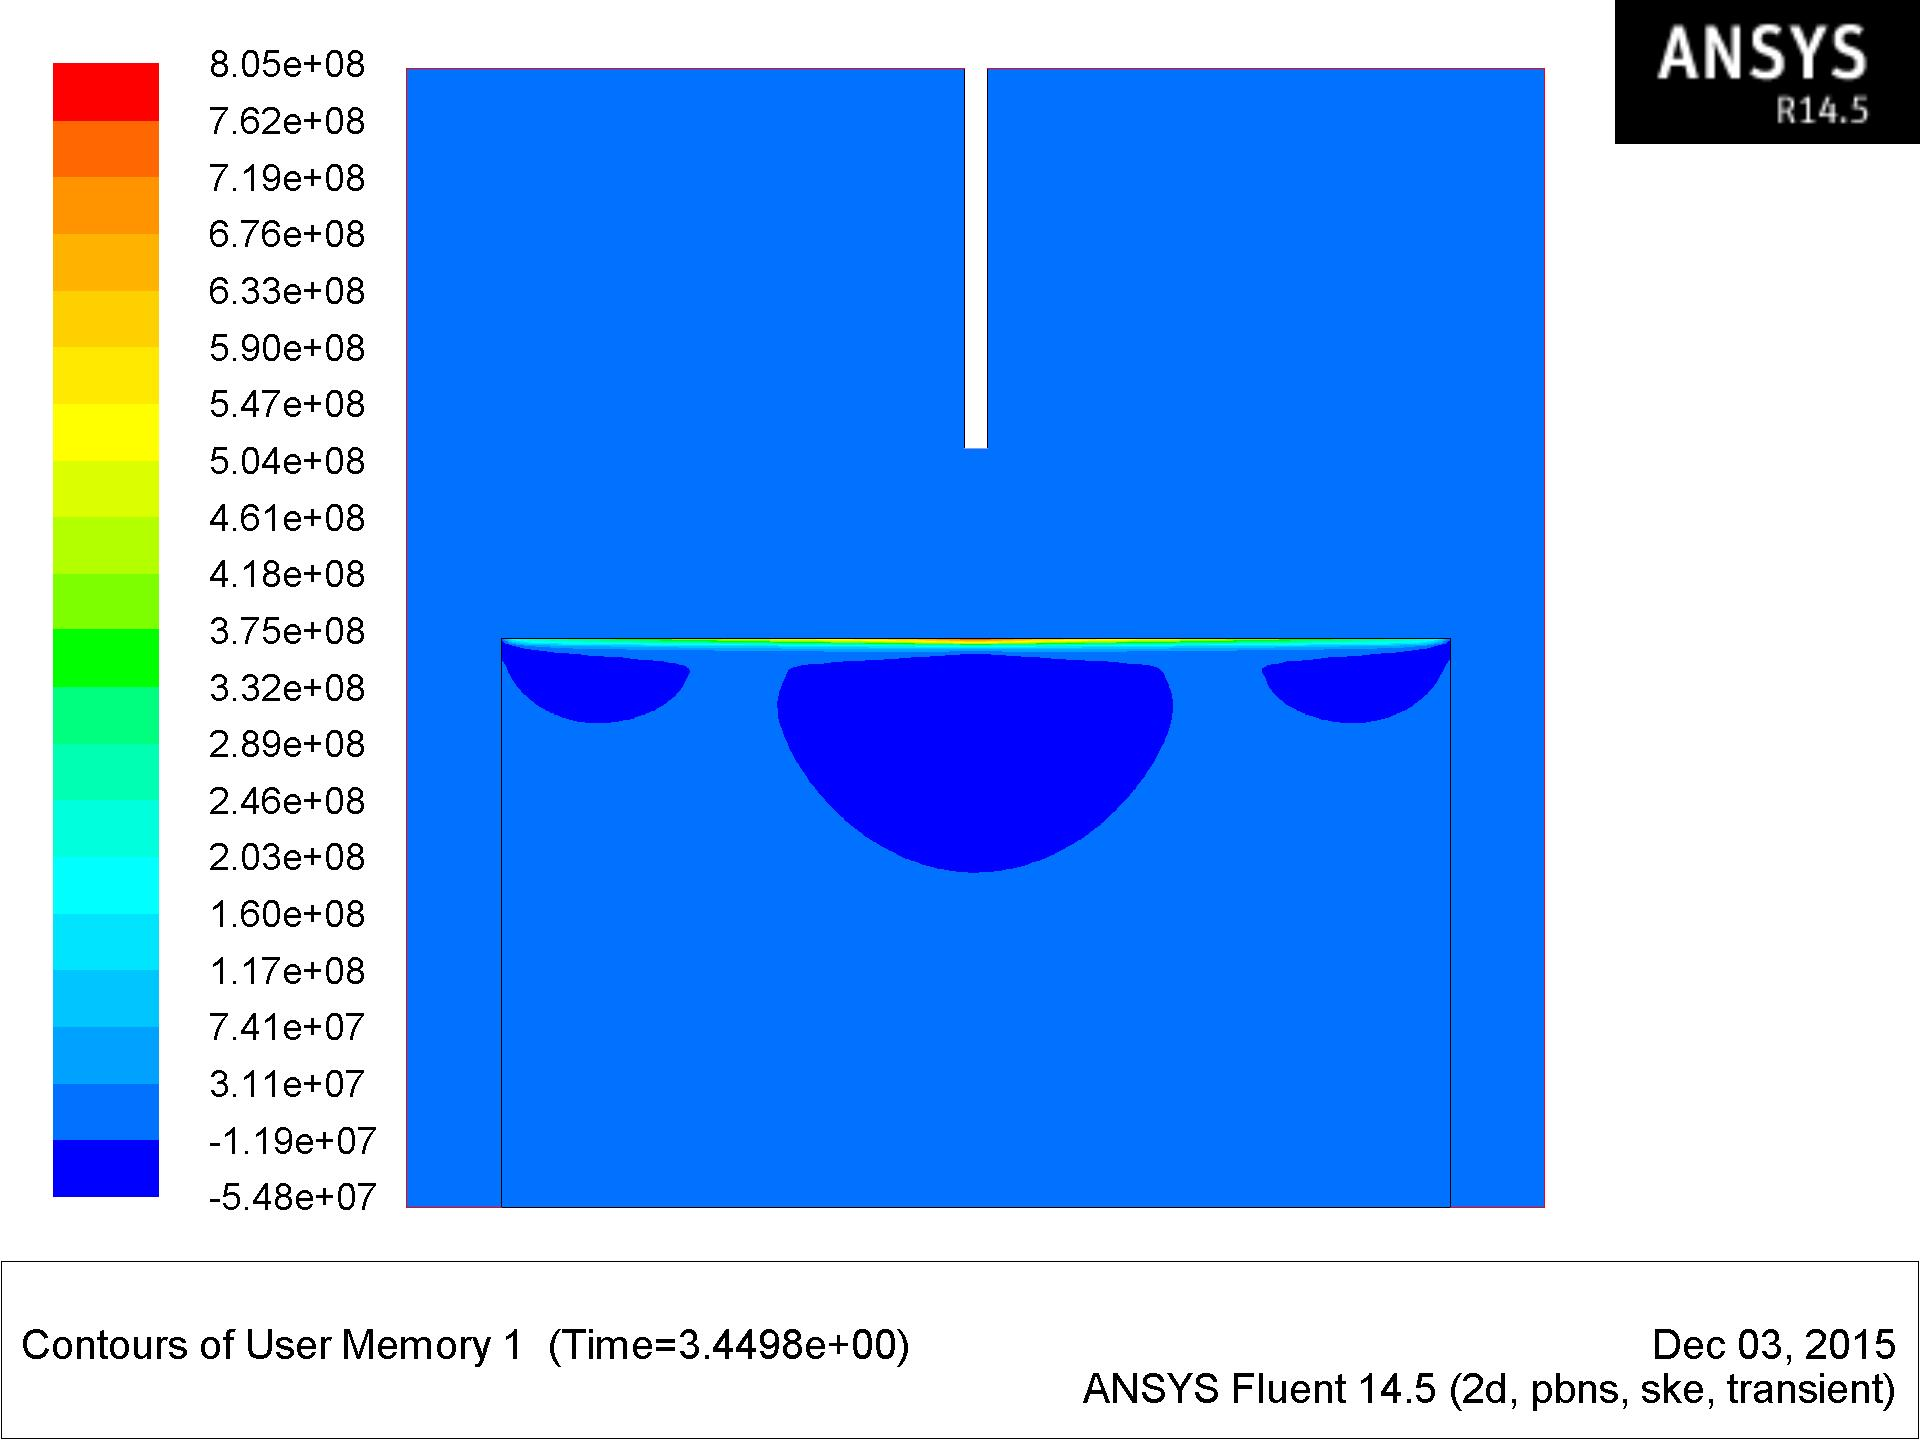 ANSYS
R14.5
8.05e+08
7.62e+08
7.19e+08
6.76e+08
6.33e+08
5.90e+08
5.47e+08
5.04e+08
4.61e+08
4.18e+08
3.75e+08
3.32e+08
2.89e+08
2.46e+08
2.03e+08
1.60e+08
1.17e+08
7.41e+07
3.11e+07
-1.19e+07
-5.48e+07
Contours of User Memory 1 (Time=3.4498e+00)
Dec 03, 2015
ANSYS Fluent 14.5 (2d, pbns, ske, transient)